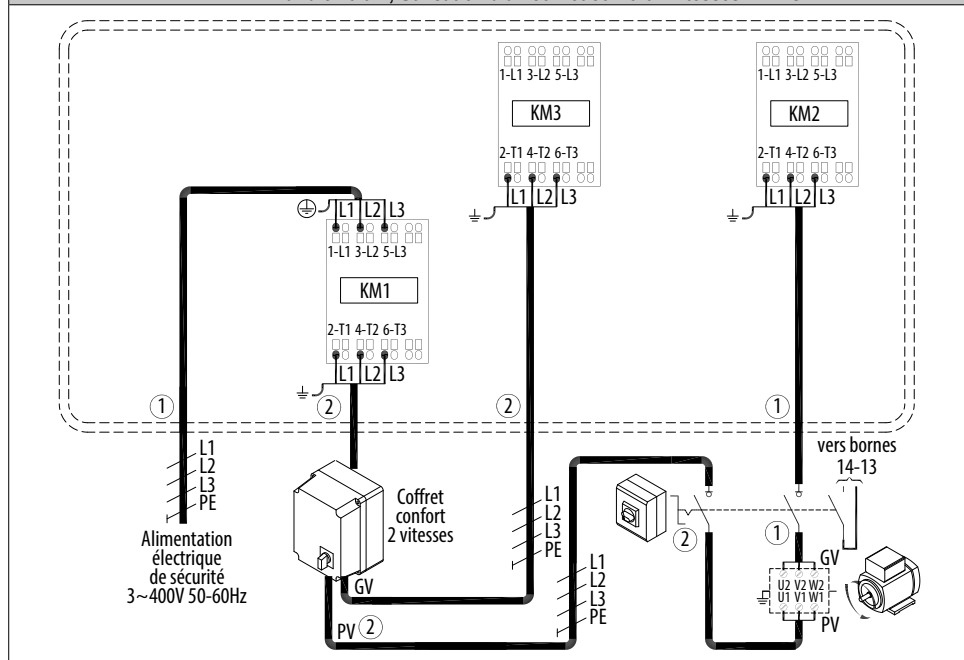 1-L1 3-L2 5-L3
KM3
2-T1 4-T2 6-T3
L1 L2 L3
1-L1 3-L2 5-L3
KM2
2-T1 4-T2 6-T3
L1 L2 L3
L1 L2 L3
1-L1 3-L2 5-L3
KM1
2-T1 4-T2 6-T3
L1 L2 L3
1
2
2
1
L1
L2
L3
PE
Alimentation
électrique
de sécurité
3~400V 50-60Hz
Coffret
confort
2 vitesses
GV
PV 2
L1
L2
L3
PE
L1
L2
L3
PE
2
1
vers bornes
14-13
GV
U2 V2 W2
U1 V1 W1
PV